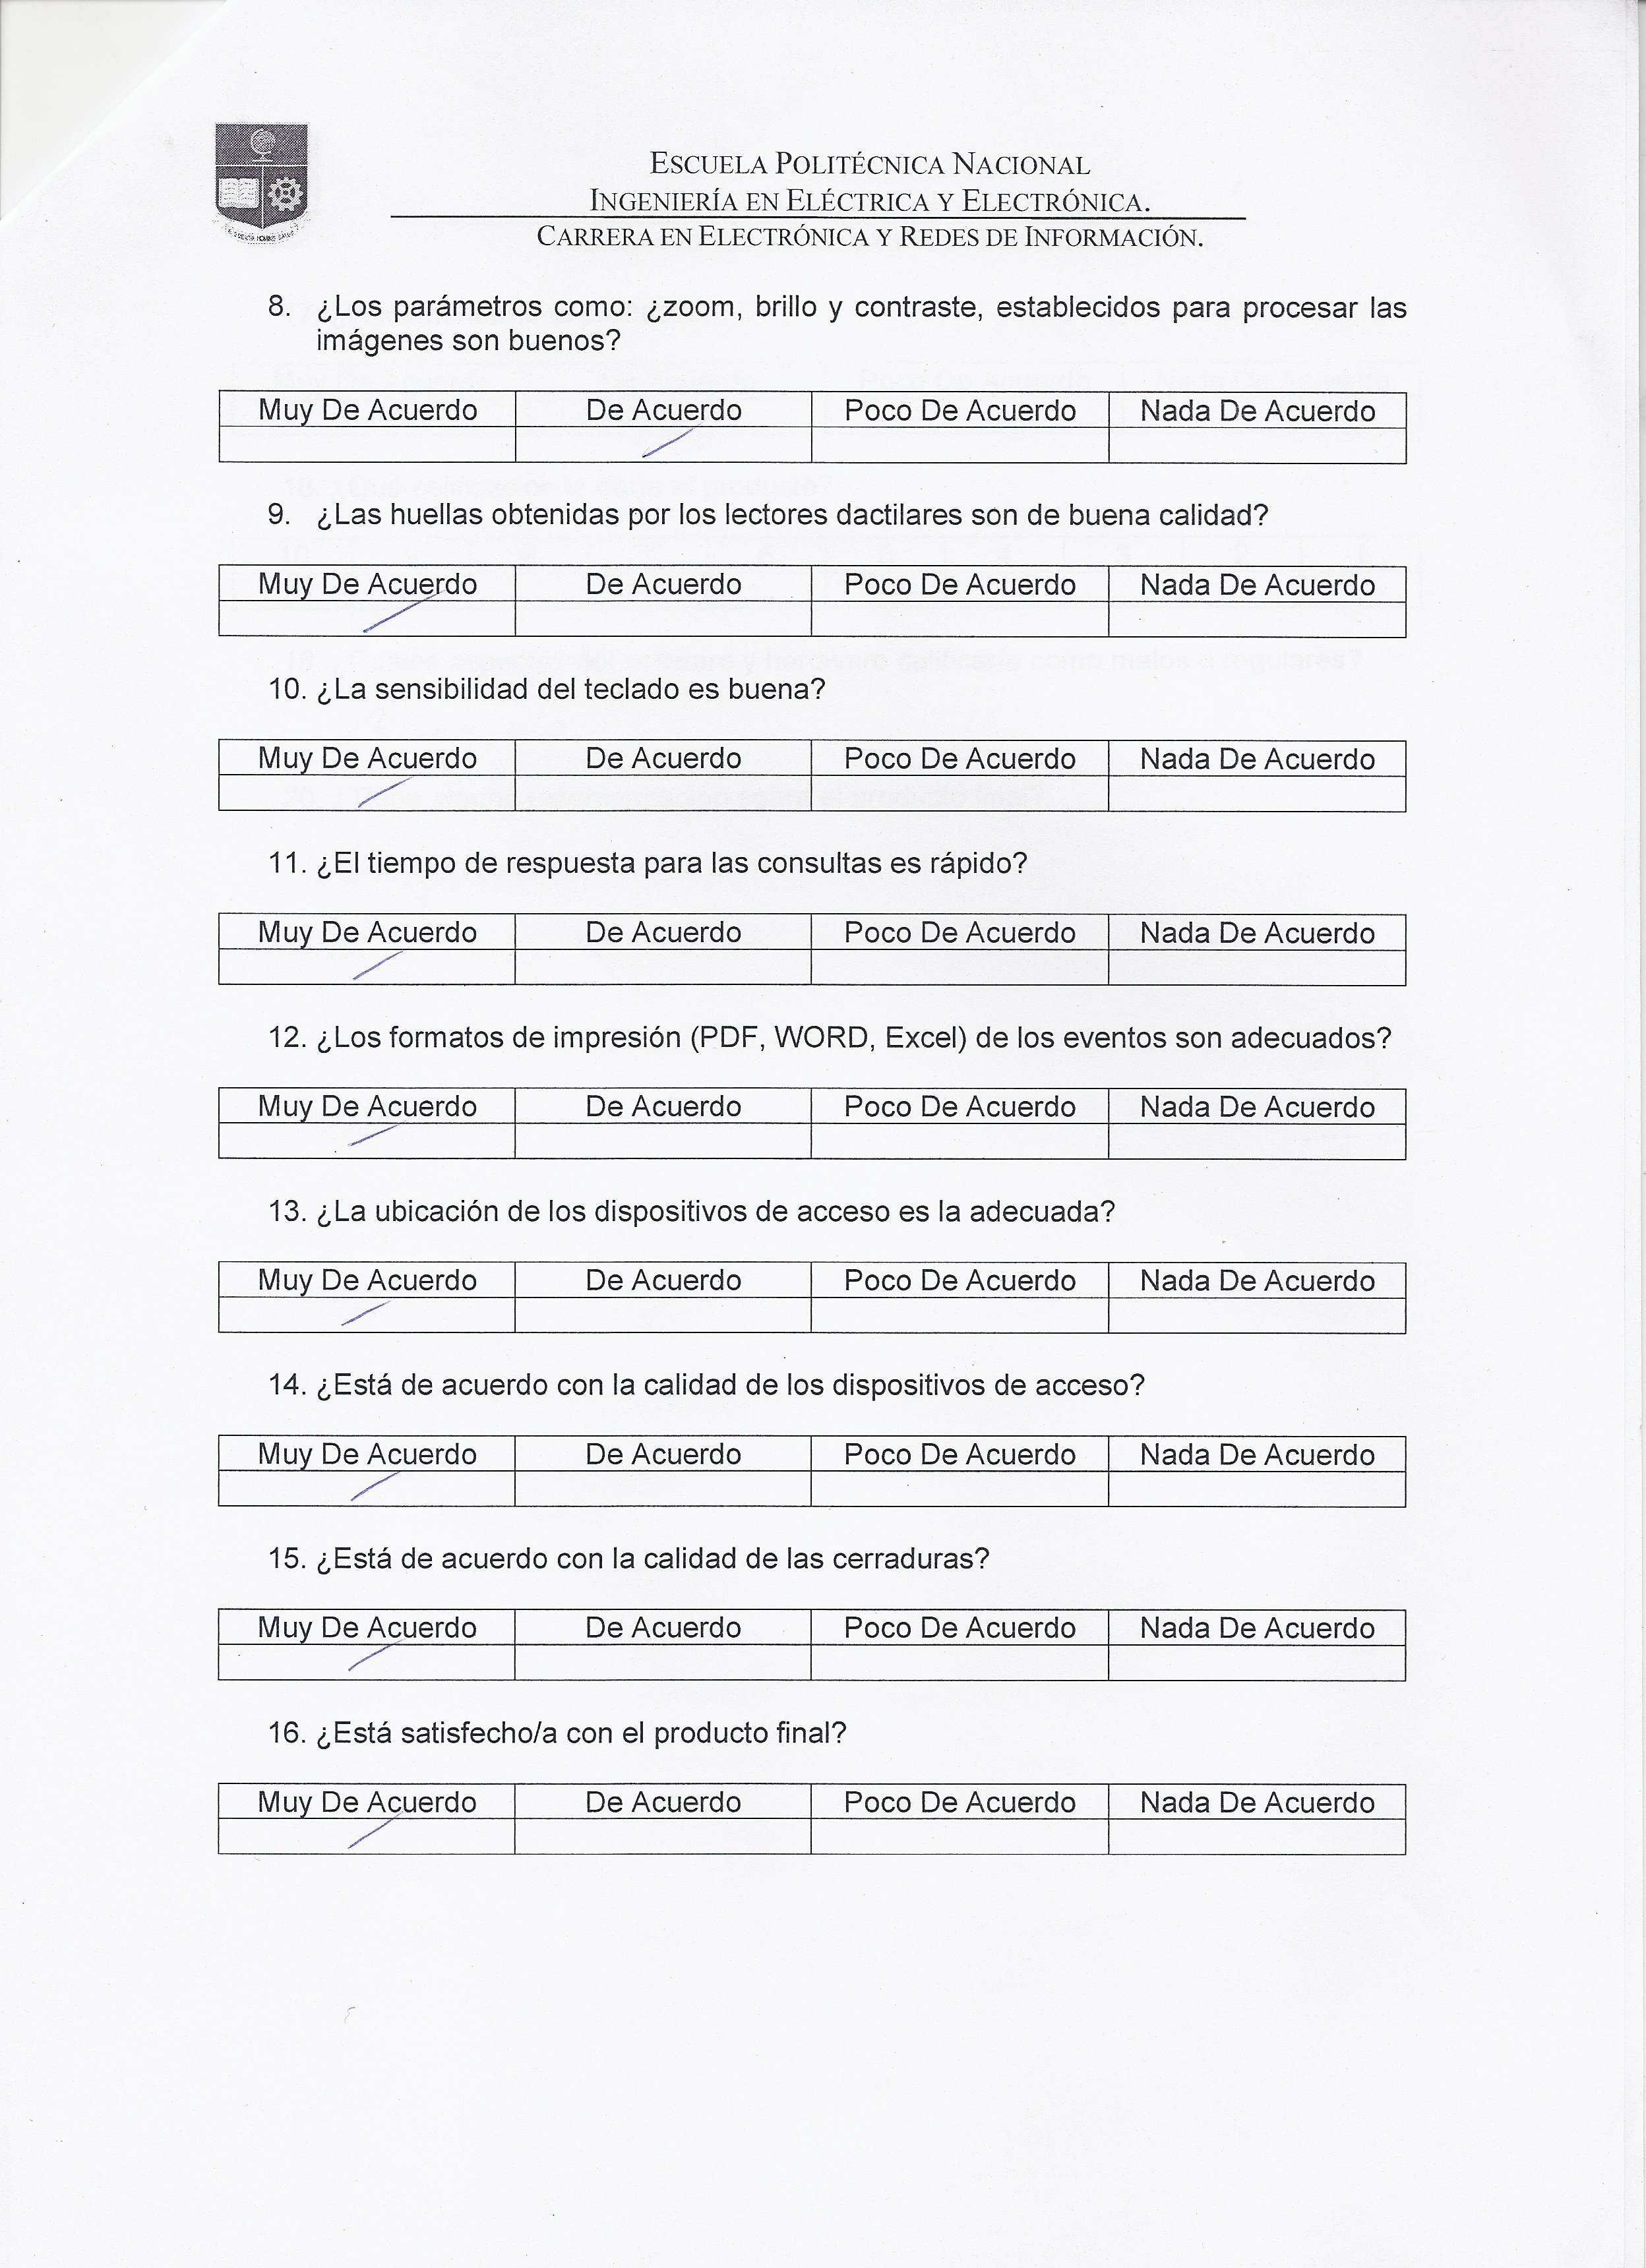 ESCUELA POLITÉCNICA NACIONAL
INGENIERÍA EN ELÉCTRICA Y ELECTRÓNICA.
CARRERA EN ELECTRÓNICA Y REDES DE INFORMACIÓN.
8. ¿Los parámetros como: ¿zoom, brillo y contraste, establecidos para procesar las
imágenes son buenos?
Muy De Acuerdo De Acuerdo Poco De Acuerdo Nada De Acuerdo
9. ¿Las huellas obtenidas por los lectores dactilares son de buena calidad?
Muy De Acuerdo De Acuerdo Poco De Acuerdo Nada De Acuerdo
10. ¿La sensibilidad del teclado es buena?
Muy De Acuerdo De Acuerdo Poco De Acuerdo Nada De Acuerdo
11. ¿El tiempo de respuesta para las consultas es rápido?
Muy De Acuerdo De Acuerdo Poco De Acuerdo Nada De Acuerdo
12. ¿Los formatos de impresión (PDF, WORD, Excel) de los eventos son adecuados?
Muy De Acuerdo De Acuerdo Poco De Acuerdo Nada De Acuerdo
13. ¿La ubicación de los dispositivos de acceso es la adecuada?
Muy De Acuerdo De Acuerdo Poco De Acuerdo Nada De Acuerdo
14. ¿Está de acuerdo con la calidad de los dispositivos de acceso?
Muy De Acuerdo De Acuerdo Poco De Acuerdo Nada De Acuerdo
15. ¿Está de acuerdo con la calidad de las cerraduras?
Muy De Acuerdo De Acuerdo Poco De Acuerdo Nada De Acuerdo
16. ¿Está satisfecho/a con el producto final?
Muy De Acuerdo De Acuerdo Poco De Acuerdo Nada De Acuerdo